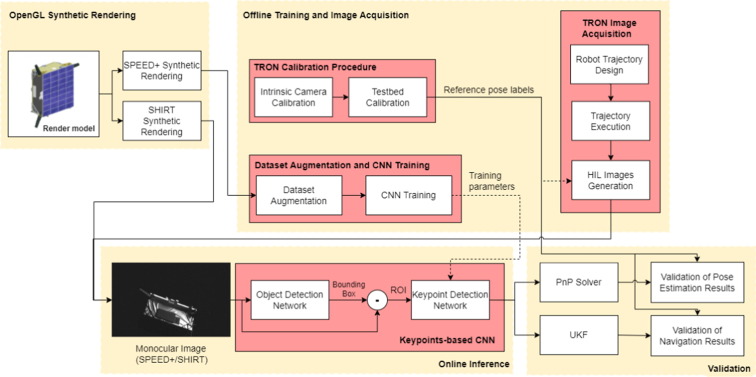 OpenGL Synthetic Rendering
Render model
SPEED+ Synthetic
Rendering
SHIRT
Synthetic
Rendering
Offline Training and Image Acquisition
TRON Calibration Procedure
Intrinsic Camera
Calibration
Testbed
Calibration
Reference pose labels
TRON Image
Acquisition
Robot Trajectory
Design
Trajectory
Execution
HIL Images
Generation
Dataset Augmentation and CNN Training
Dataset
Augmentation
CNN Training
Training
parameters
Monocular Image
(SPEED+/SHIRT)
Object Detection
Network
Bounding
Box
ROI
Keypoint Detection
Network
Keypoints-based CNN
Online Inference
PnP Solver
UKF
Validation of Pose
Estimation Results
Validation of
Navigation Results
Validation